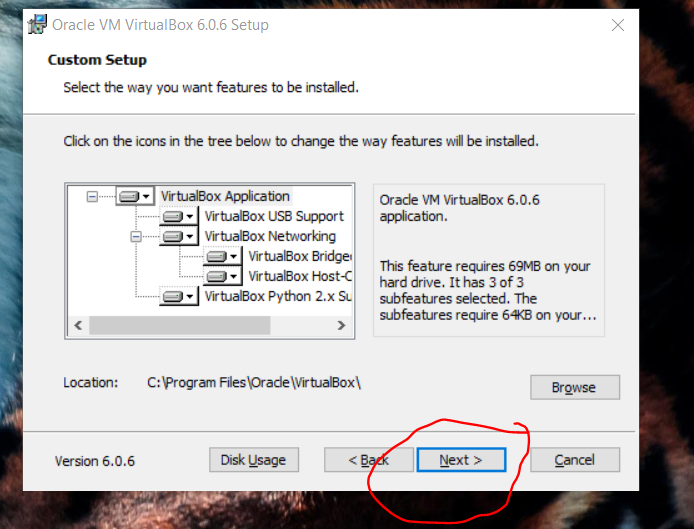 Oracle VM VirtualBox 6.0.6 Setup
Custom Setup
Select the way you want features to be installed.
Click on the icons in the tree below to change the way features will be installed.
VirtualBox Application
VirtualBox USB Support
VirtualBox Networking
VirtualBox Bridge
VirtualBox Host-C
VirtualBox Python 2.x Su
Oracle VM VirtualBox 6.0.6
application.
This feature requires 69MB on your
hard drive. It has 3 of 3
subfeatures selected. The
subfeatures require 64KB on your...
Location: C:\Program Files\Oracle\VirtualBox\
Browse
Version 6.0.6
Disk Usage
< Back
Next >
Cancel